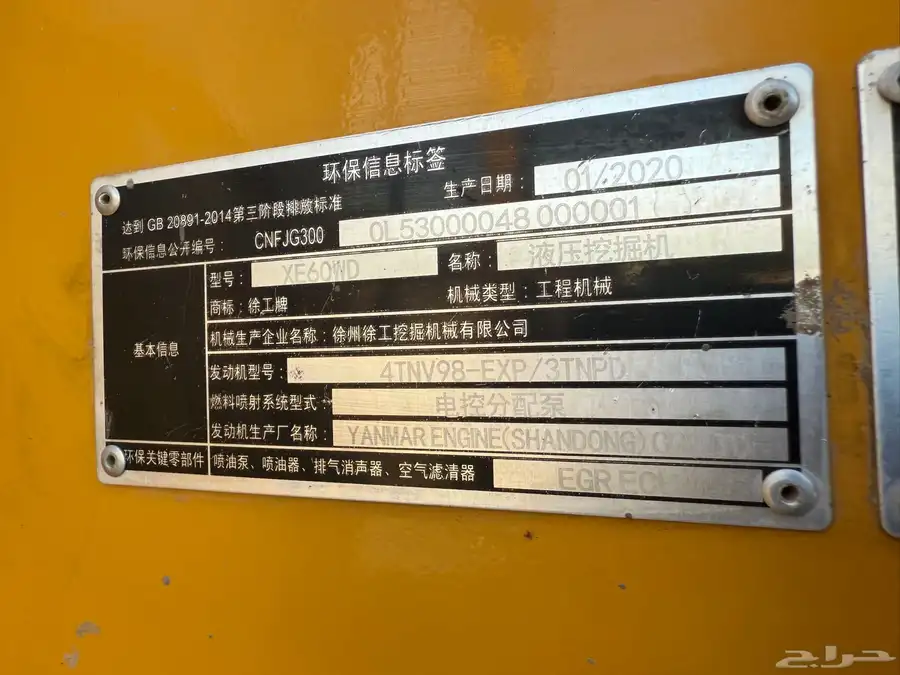 环保信息标签
达到 GB 20891-2014第三阶段排放标准 生产日期: 01/2020
环保信息公开编号: CNFJG300 0L53000048 000001
基本信息
型号: XE60WD 名称: 液压挖掘机
商标: 徐工牌 机械类型: 工程机械
机械生产企业名称: 徐州徐工挖掘机械有限公司
发动机型号: 4TNV98-EXP/3TNPD
燃料喷射系统型式: 电控分配泵
发动机生产厂名称: YANMAR ENGINE(SHANDONG)
环保关键零部件 喷油泵、喷油器、排气消声器、空气滤清器 EGR
حراج